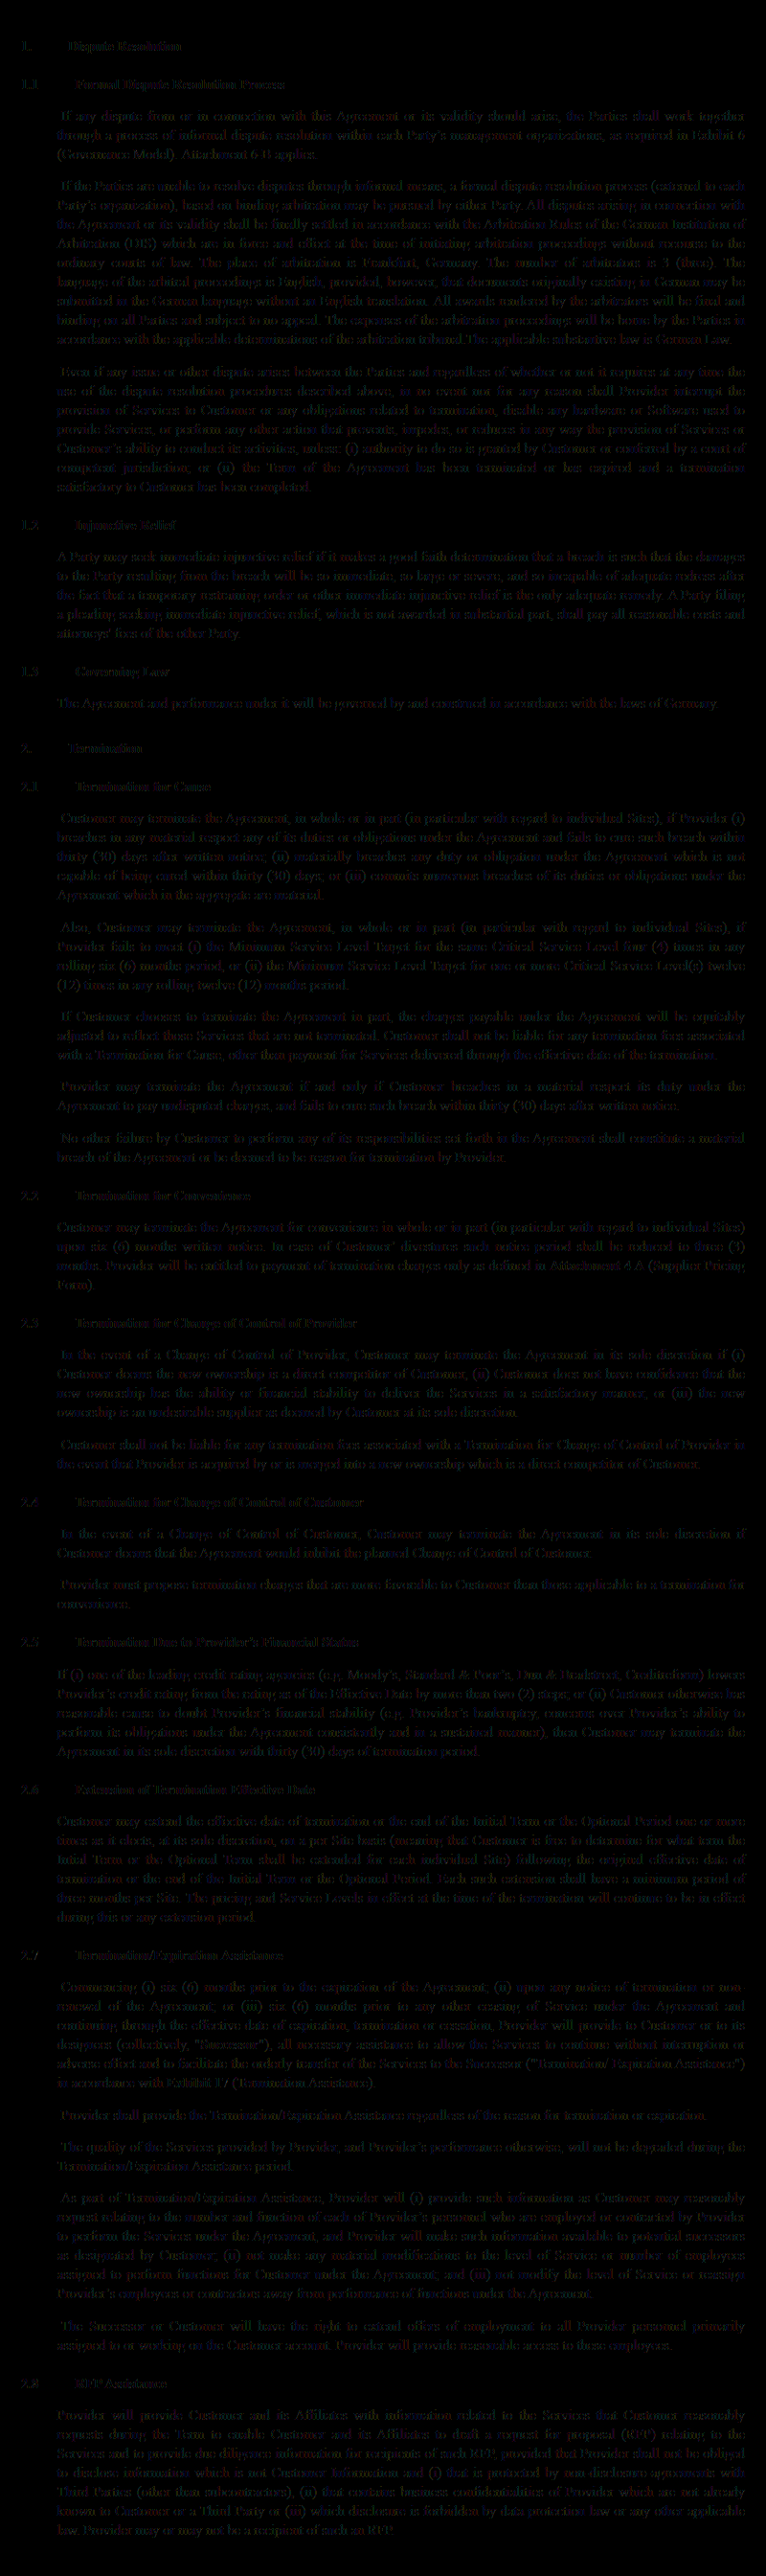 1. Dispute Resolution
1.1 Formal Dispute Resolution Process
If any dispute from or in connection with this Agreement or its validity should arise, the Parties shall work together
through a process of informal dispute resolution within each Party's management organizations, as required in Exhibit 6
(Governance Model). Attachment 6-B applies.
If the Parties are unable to resolve disputes through informal means, a formal dispute resolution process (external to each
Party's organization), based on binding arbitration may be pursued by either Party. All disputes arising in connection with
the Agreement or its validity shall be finally settled in accordance with the Arbitration Rules of the German Institution of
Arbitration (DIS) which are in force and effect at the time of initiating arbitration proceedings without recourse to the
ordinary courts of law. The place of arbitration is Frankfurt, Germany. The number of arbitrators is 3 (three). The
language of the arbitral proceedings is English, provided, however, that documents originally existing in German may be
submitted in the German language without an English translation. All awards rendered by the arbitrators will be final and
binding on all Parties and subject to no appeal. The expenses of the arbitration proceedings will be borne by the Parties in
accordance with the applicable determinations of the arbitration tribunal. The applicable substantive law is German Law.
Even if any issue or other dispute arises between the Parties and regardless of whether or not it requires at any time the
use of the dispute resolution procedures described above, in no event nor for any reason shall Provider interrupt the
provision of Services to Customer or any obligations related to termination, disable any hardware or Software used to
provide Services, or perform any other action that prevents, impedes, or reduces in any way the provision of Services or
Customer's ability to conduct its activities, unless: (i) authority to do so is granted by Customer or conferred by a court of
competent jurisdiction; or (ii) the Term of the Agreement has been terminated or has expired and a termination
satisfactory to Customer has been completed.
1.2 Injunctive Relief
A Party may seek immediate injunctive relief if it makes a good faith determination that a breach is such that the damages
to the Party resulting from the breach will be so immediate, so large or severe, and so incapable of adequate redress after
the fact that a temporary restraining order or other immediate injunctive relief is the only adequate remedy. A Party filing
a pleading seeking immediate injunctive relief, which is not awarded in substantial part, shall pay all reasonable costs and
attorneys' fees of the other Party.
1.3 Governing Law
The Agreement and performance under it will be governed by and construed in accordance with the laws of Germany.
2. Termination
2.1 Termination for Cause
Customer may terminate the Agreement, in whole or in part (in particular with regard to individual Sites), if Provider (i)
breaches in any material respect any of its duties or obligations under the Agreement and fails to cure such breach within
thirty (30) days after written notice; (ii) materially breaches any duty or obligation under the Agreement which is not
capable of being cured within thirty (30) days; or (iii) commits numerous breaches of its duties or obligations under the
Agreement which in the aggregate are material.
Also, Customer may terminate the Agreement, in whole or in part (in particular with regard to individual Sites), if
Provider fails to meet (i) the Minimum Service Level Target for the same Critical Service Level four (4) times in any
rolling six (6) months period, or (ii) the Minimum Service Level Target for one or more Critical Service Level(s) twelve
(12) times in any rolling twelve (12) months period.
If Customer chooses to terminate the Agreement in part, the charges payable under the Agreement will be equitably
adjusted to reflect those Services that are not terminated. Customer shall not be liable for any termination fees associated
with a Termination for Cause, other than payment for Services delivered through the effective date of the termination.
Provider may terminate the Agreement if and only if Customer breaches in a material respect its duty under the
Agreement to pay undisputed charges, and fails to cure such breach within thirty (30) days after written notice.
No other failure by Customer to perform any of its responsibilities set forth in the Agreement shall constitute a material
breach of the Agreement or be deemed to be reason for termination by Provider.
2.2 Termination for Convenience
Customer may terminate the Agreement for convenience in whole or in part (in particular with regard to individual Sites)
upon six (6) months written notice. In case of Customer' divestures such notice period shall be reduced to three (3)
months. Provider will be entitled to payment of termination charges only as defined in Attachment 4-A (Supplier Pricing
Form).
2.3 Termination for Change of Control of Provider
In the event of a Change of Control of Provider, Customer may terminate the Agreement in its sole discretion if (i)
Customer deems the new ownership is a direct competitor of Customer, (ii) Customer does not have confidence that the
new ownership has the ability or financial stability to deliver the Services in a satisfactory manner, or (iii) the new
ownership is an undesirable supplier as deemed by Customer at its sole discretion.
Customer shall not be liable for any termination fees associated with a Termination for Change of Control of Provider in
the event that Provider is acquired by or is merged into a new ownership which is a direct competitor of Customer.
2.4 Termination for Change of Control of Customer
In the event of a Change of Control of Customer, Customer may terminate the Agreement in its sole discretion if
Customer deems that the Agreement would inhibit the planned Change of Control of Customer.
Provider must propose termination charges that are more favorable to Customer than those applicable to a termination for
convenience.
2.5 Termination Due to Provider's Financial Status
If (i) one of the leading credit rating agencies (e.g. Moody's, Standard & Poor's, Dun & Bradstreet, Creditreform) lowers
Provider's credit rating from the rating as of the Effective Date by more than two (2) steps; or (ii) Customer otherwise has
reasonable cause to doubt Provider's financial stability (e.g. Provider's bankruptcy, concerns over Provider's ability to
perform its obligations under the Agreement consistently and in a sustained manner), then Customer may terminate the
Agreement in its sole discretion with thirty (30) days of termination period.
2.6 Extension of Termination Effective Date
Customer may extend the effective date of termination or the end of the Initial Term or the Optional Period one or more
times as it elects, at its sole discretion, on a per Site basis (meaning that Customer is free to determine for what term the
Initial Term or the Optional Term shall be extended for each individual Site) following the original effective date of
termination or the end of the Initial Term or the Optional Period. Each such extension shall have a minimum period of
three months per Site. The pricing and Service Levels in effect at the time of the termination will continue to be in effect
during this or any extension period.
2.7 Termination/Expiration Assistance
Commencing (i) six (6) months prior to the expiration of the Agreement; (ii) upon any notice of termination or non-
renewal of the Agreement; or (iii) six (6) months prior to any other ceasing of Service under the Agreement and
continuing through the effective date of expiration, termination or cessation, Provider will provide to Customer or to its
designees (collectively, "Successor"), all necessary assistance to allow the Services to continue without interruption or
adverse effect and to facilitate the orderly transfer of the Services to the Successor ("Termination/ Expiration Assistance")
in accordance with Exhibit 17 (Termination Assistance).
Provider shall provide the Termination/Expiration Assistance regardless of the reason for termination or expiration.
The quality of the Services provided by Provider, and Provider's performance otherwise, will not be degraded during the
Termination/Expiration Assistance period.
As part of Termination/Expiration Assistance, Provider will (i) provide such information as Customer may reasonably
request relating to the number and function of each of Provider's personnel who are employed or contracted by Provider
to perform the Services under the Agreement, and Provider will make such information available to potential successors
as designated by Customer; (ii) not make any material modifications to the level of Service or number of employees
assigned to perform functions for Customer under the Agreement; and (iii) not modify the level of Service or reassign
Provider's employees or contractors away from performance of functions under the Agreement.
The Successor or Customer will have the right to extend offers of employment to all Provider personnel primarily
assigned to or working on the Customer account. Provider will provide reasonable access to these employees.
2.8 RFP Assistance
Provider will provide Customer and its Affiliates with information related to the Services that Customer reasonably
requests during the Term to enable Customer and its Affiliates to draft a request for proposal (RFP) relating to the
Services and to provide due diligence information for recipients of such RFP, provided that Provider shall not be obliged
to disclose information which is not Customer Information and (i) that is protected by non-disclosure agreements with
Third Parties (other than subcontractors), (ii) that contains business confidentialities of Provider which are not already
known to Customer or a Third Party or (iii) which disclosure is forbidden by data protection law or any other applicable
law. Provider may or may not be a recipient of such an RFP.